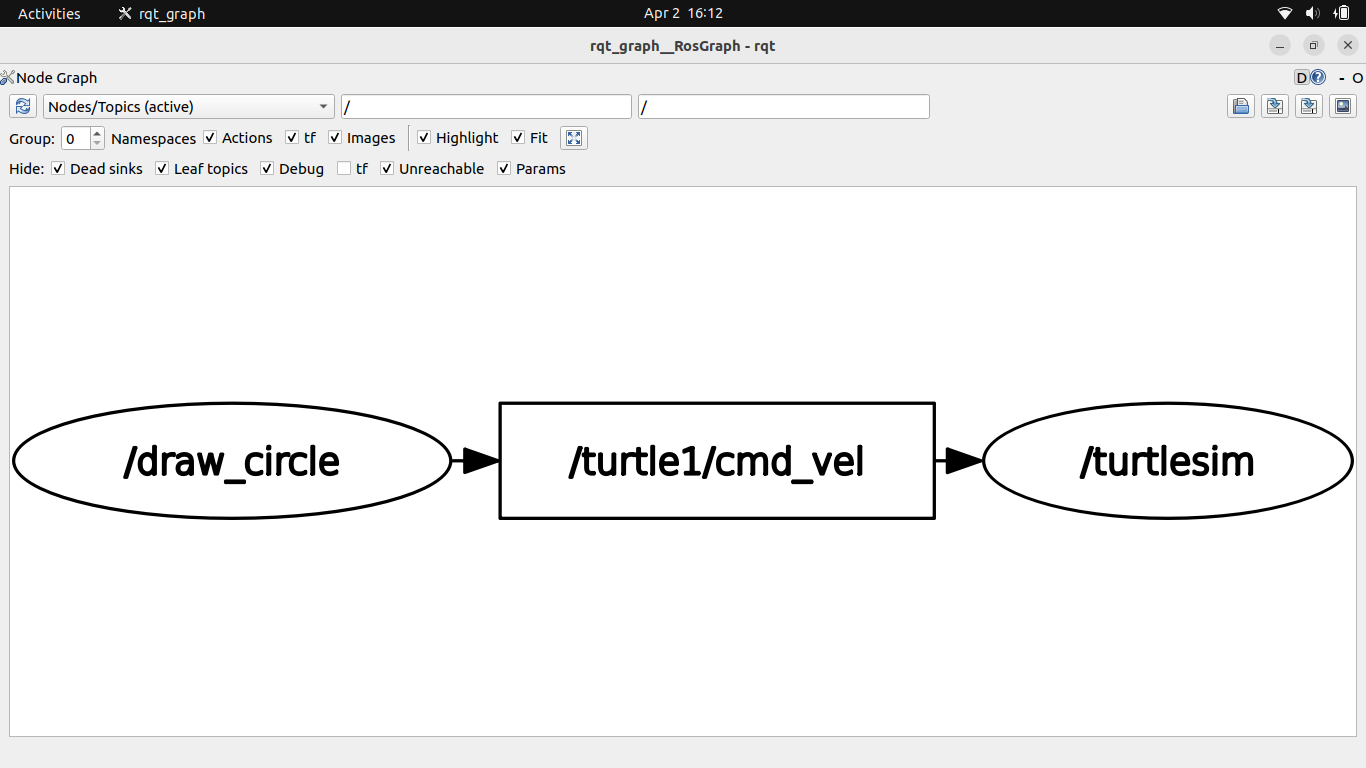 Activities rqt_graph Apr 2 16:12
rqt_graph__RosGraph - rqt
Node Graph D ? - O
Nodes/Topics (active) / /
Group: 0 Namespaces Actions tf Images Highlight Fit
Hide: Dead sinks Leaf topics Debug tf Unreachable Params
/draw_circle /turtle1/cmd_vel /turtlesim